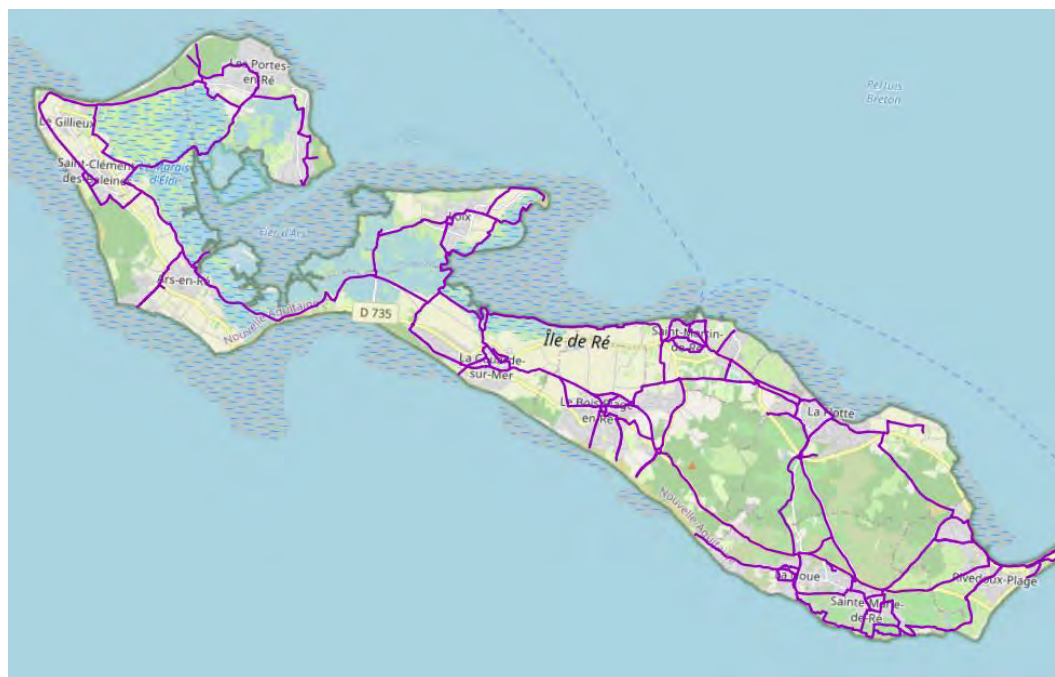 Les Portes-
en-Ré
Pertuis
Breton
Le Gillieux
Saint-Clément
des-Baleines
d'Elar
Loix
Fier d'Ars
Ars-en-Ré
Nouvelle-Aquitaine
D 735
Île de Ré
Saint-Martin-
de-Ré
La Couarde-
sur-Mer
Le Bois-Plage-
en-Ré
La Flotte
Nouvelle-Aquitaine
La Noue
Rivedoux-Plage
Sainte-Marie-
de-Ré